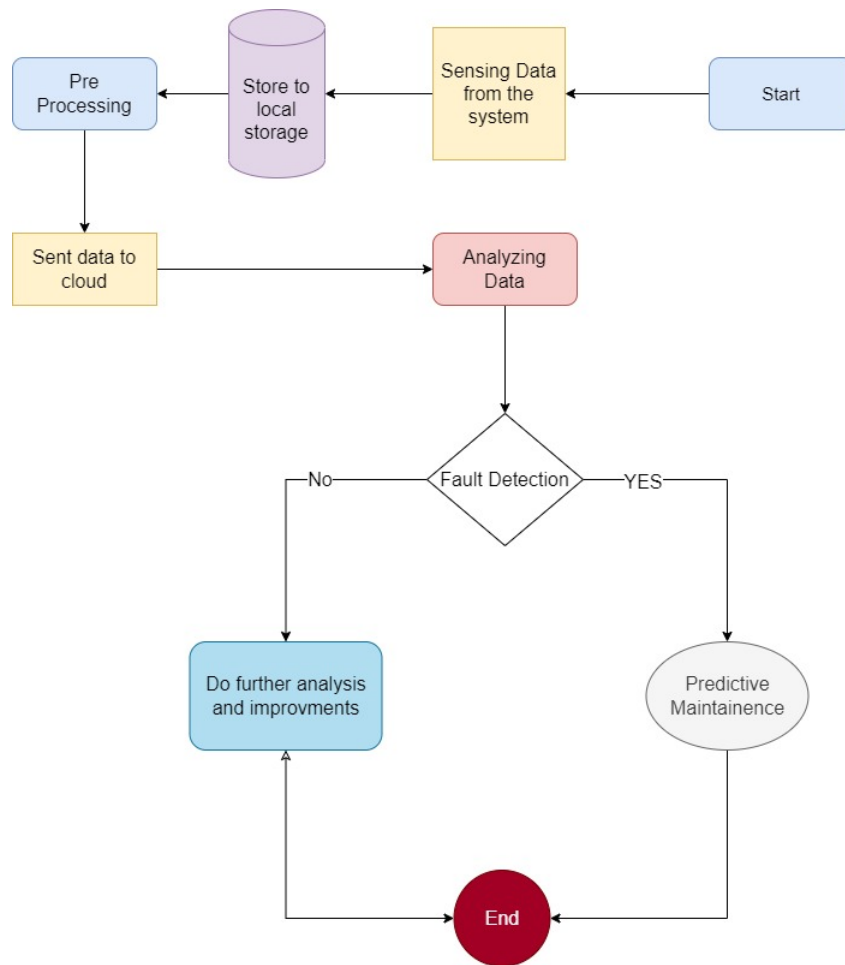 Start
Sensing Data
from the
system
Store to
local
storage
Pre
Processing
Sent data to
cloud
Analyzing
Data
Fault Detection
No
YES
Do further analysis
and improvments
Predictive
Maintainence
End